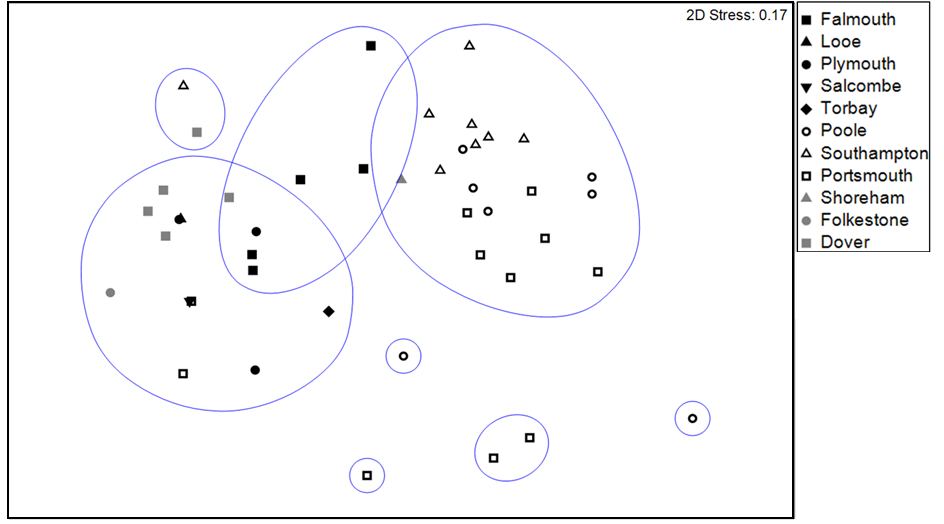 2D Stress: 0.17
Falmouth
Looe
Plymouth
Salcombe
Torbay
Poole
Southampton
Portsmouth
Shoreham
Folkestone
Dover